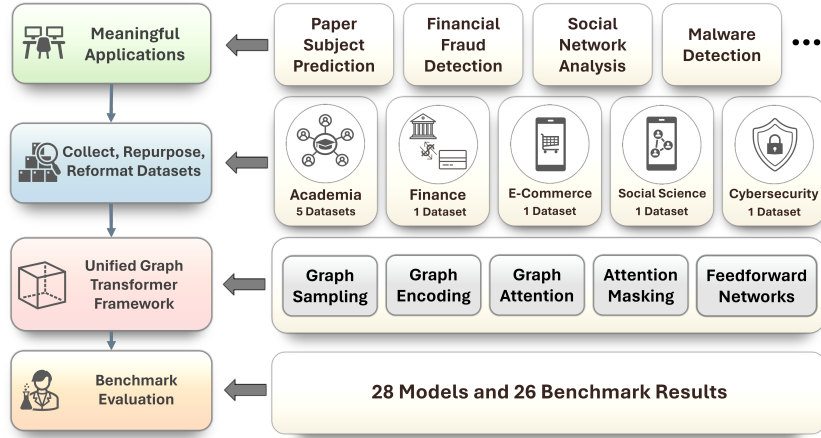 Meaningful
Applications
Paper
Subject
Prediction
Financial
Fraud
Detection
Social
Network
Analysis
Malware
Detection
•••
Collect, Repurpose,
Reformat Datasets
Academia
5 Datasets
Finance
1 Dataset
E-Commerce
1 Dataset
Social Science
1 Dataset
Cybersecurity
1 Dataset
Unified Graph
Transformer
Framework
Graph
Sampling
Graph
Encoding
Graph
Attention
Attention
Masking
Feedforward
Networks
Benchmark
Evaluation
28 Models and 26 Benchmark Results